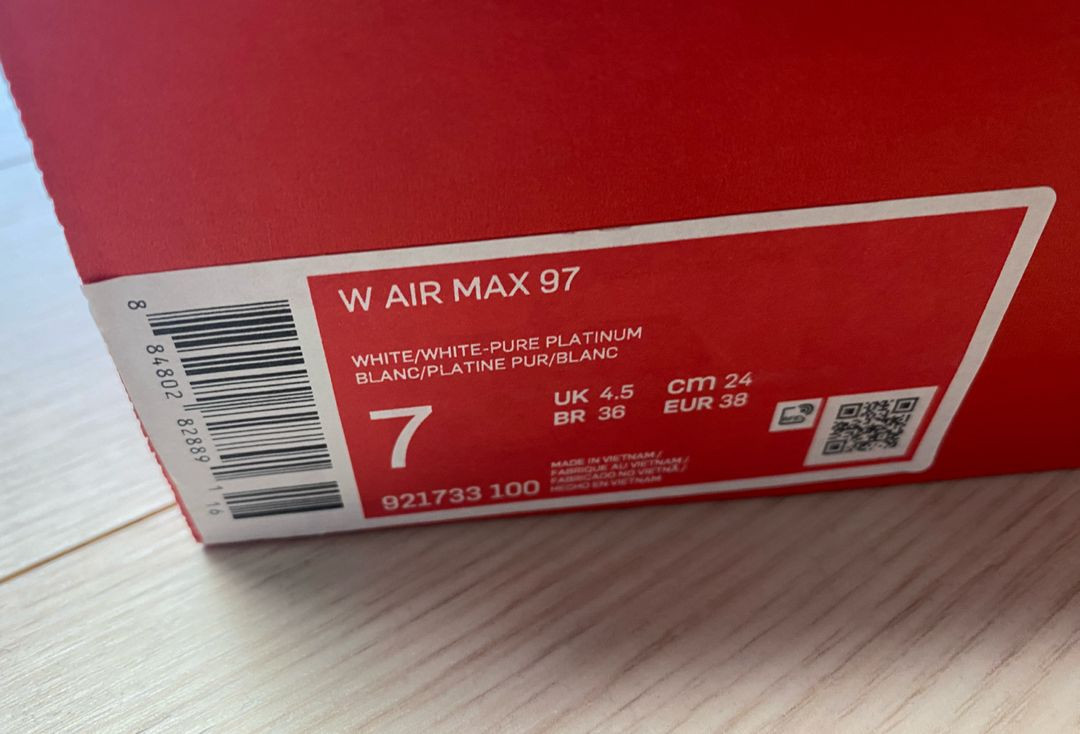 W AIR MAX 97
WHITE/WHITE-PURE PLATINUM
BLANC/PLATINE PUR/BLANC
7
UK 4.5 cm 24
BR 36 EUR 38
921733 100
MADE IN VIETNAM /
FABRIQUE AU VIETNAM /
FABRICADO NO VIETNÃ /
HECHO EN VIETNAM
8 84802 82889 1 16